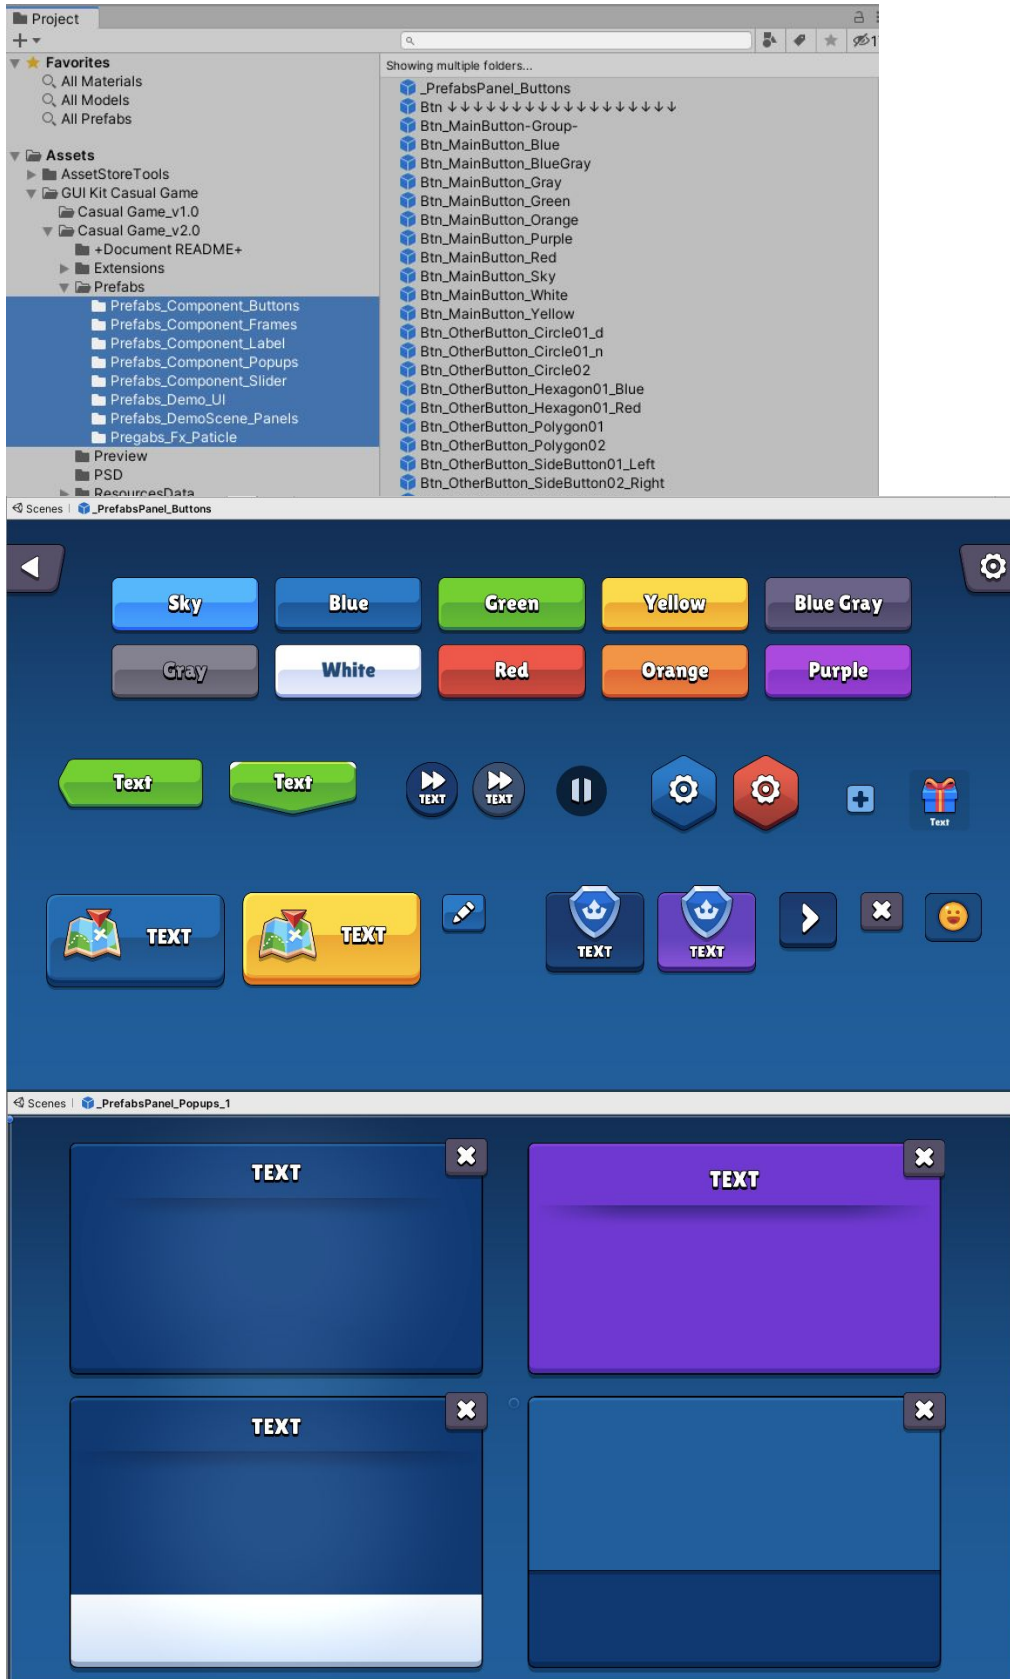 Project
Showing multiple folders...
Favorites
All Materials
All Models
All Prefabs
Assets
AssetStoreTools
GUI Kit Casual Game
Casual Game_v1.0
Casual Game_v2.0
+Document README+
Extensions
Prefabs
Prefabs_Component_Buttons
Prefabs_Component_Frames
Prefabs_Component_Label
Prefabs_Component_Popups
Prefabs_Component_Slider
Prefabs_Demo_UI
Prefabs_DemoScene_Panels
Pregabs_Fx_Paticle
Preview
PSD
ResourcesData
_PrefabsPanel_Buttons
Btn ↓↓↓↓↓↓↓↓↓↓↓↓↓↓↓↓↓↓
Btn_MainButton-Group-
Btn_MainButton_Blue
Btn_MainButton_BlueGray
Btn_MainButton_Gray
Btn_MainButton_Green
Btn_MainButton_Orange
Btn_MainButton_Purple
Btn_MainButton_Red
Btn_MainButton_Sky
Btn_MainButton_White
Btn_MainButton_Yellow
Btn_OtherButton_Circle01_d
Btn_OtherButton_Circle01_n
Btn_OtherButton_Circle02
Btn_OtherButton_Hexagon01_Blue
Btn_OtherButton_Hexagon01_Red
Btn_OtherButton_Polygon01
Btn_OtherButton_Polygon02
Btn_OtherButton_SideButton01_Left
Btn_OtherButton_SideButton02_Right
Scenes | _PrefabsPanel_Buttons
Sky Blue Green Yellow Blue Gray
Gray White Red Orange Purple
Text Text TEXT TEXT Text
TEXT TEXT TEXT TEXT
Scenes | _PrefabsPanel_Popups_1
TEXT TEXT
TEXT